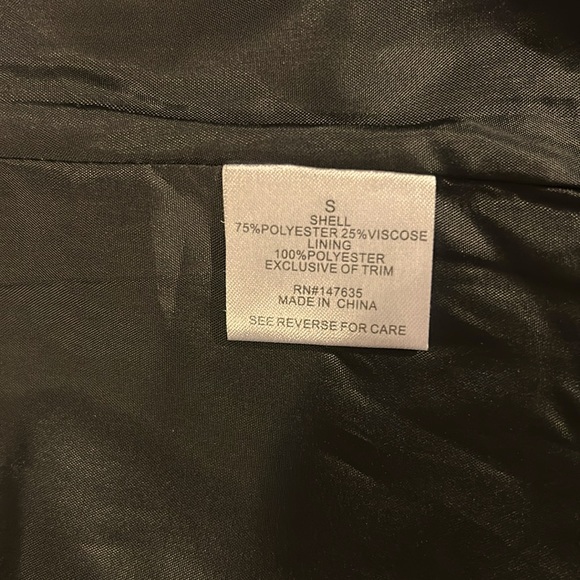 S
SHELL
75%POLYESTER 25%VISCOSE
LINING
100%POLYESTER
EXCLUSIVE OF TRIM
RN#147635
MADE IN CHINA
SEE REVERSE FOR CARE